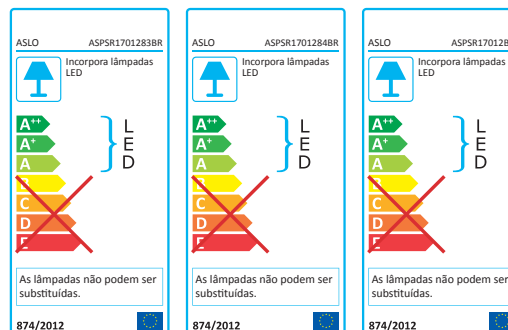 ASLO ASPSR1701283BR
Incorpora lâmpadas
LED
A++
A+
A
L
E
D
C
D
As lâmpadas não podem ser
substituídas.
874/2012
ASLO ASPSR1701284BR
Incorpora lâmpadas
LED
A++
A+
A
L
E
D
C
D
As lâmpadas não podem ser
substituídas.
874/2012
ASLO
Incorpora lâmpadas
LED
A++
A+
A
L
E
D
C
D
As lâmpadas não podem ser
substituídas.
874/2012